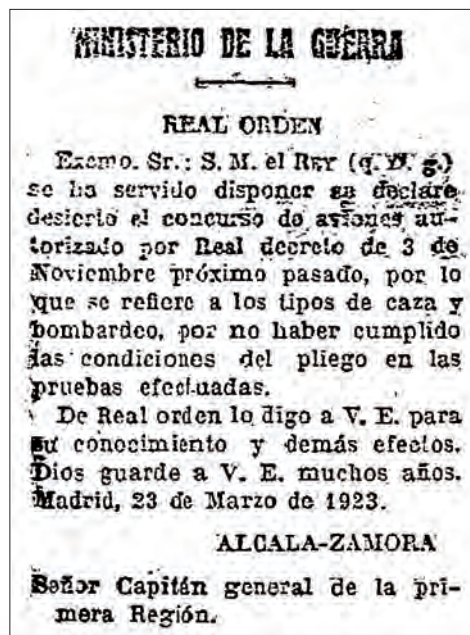 MINISTERIO DE LA GUERRA
REAL ORDEN
Excmo. Sr.: S. M. el REY (q. D. g.)
se ha servido disponer se declare
desierto el concurso de aviones au-
torizado por Real decreto de 3 de
Noviembre próximo pasado, por lo
que se refiere a los tipos de caza y
bombardeo, por no haber cumplido
las condiciones del pliego en las
pruebas efectuadas.
De Real orden lo digo a V. E. para
su conocimiento y demás efectos.
Dios guarde a V. E. muchos años.
Madrid, 23 de Marzo de 1923.
ALCALA-ZAMORA
Señor Capitán general de la pri-
mera Región.